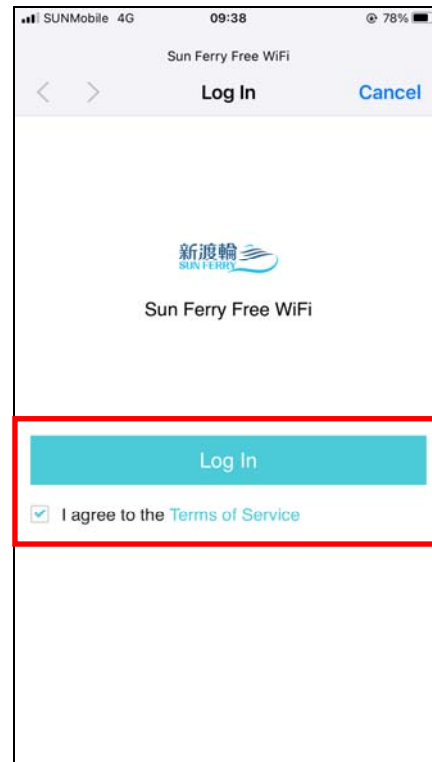 SUNMobile 4G 09:38 78%
Sun Ferry Free WiFi
Log In Cancel
新渡輪
SUN FERRY
Sun Ferry Free WiFi
Log In
I agree to the Terms of Service